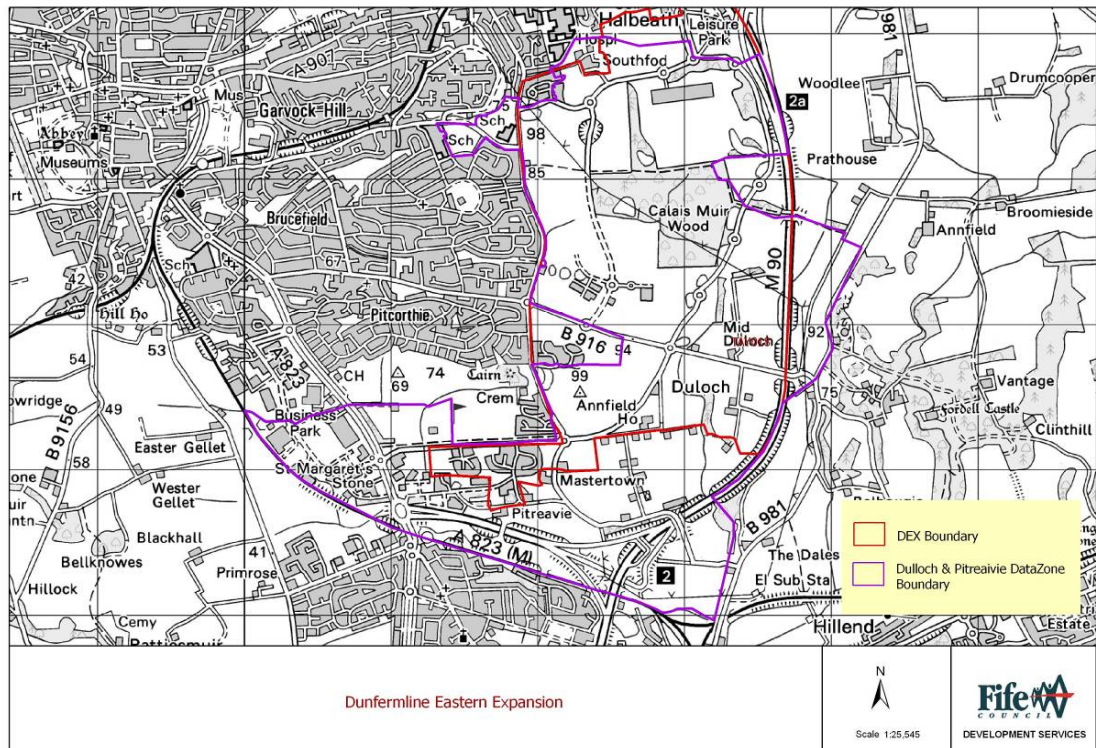 Halbeath
Hospl
Leisure
Park
981
Southfod
A 907
Mus
Woodlee
Drumcooper
Garvock Hill
2a
Abbey
Sch
Sch
98
Museums
85
Prathouse
Brucefield
Calais Muir
Wood
Broomieside
Annfield
67
Sch
42
M 90
Hill Ho
Pitcorthie
B 916
94
Mid
92
53
54
A 823
CH
69
74
Cairn
99
Duloch
Vantage
75
Crem
Annfield
Ho
Fordell Castle
B 9156
49
Business
Park
Clinthill
Easter Gellet
58
St Margaret's
Stone
Mastertown
Wester
Gellet
Pitreavie
B 981
Blackhall
A 823 (M)
The Dales
Bellknowes
41
Primrose
2
El Sub Sta
Hillock
Cemy
Hillend
Estate
DEX Boundary
Dulloch & Pitreaivie DataZone
Boundary
Dunfermline Eastern Expansion
N
Scale 1:25,545
Fife
COUNCIL
DEVELOPMENT SERVICES